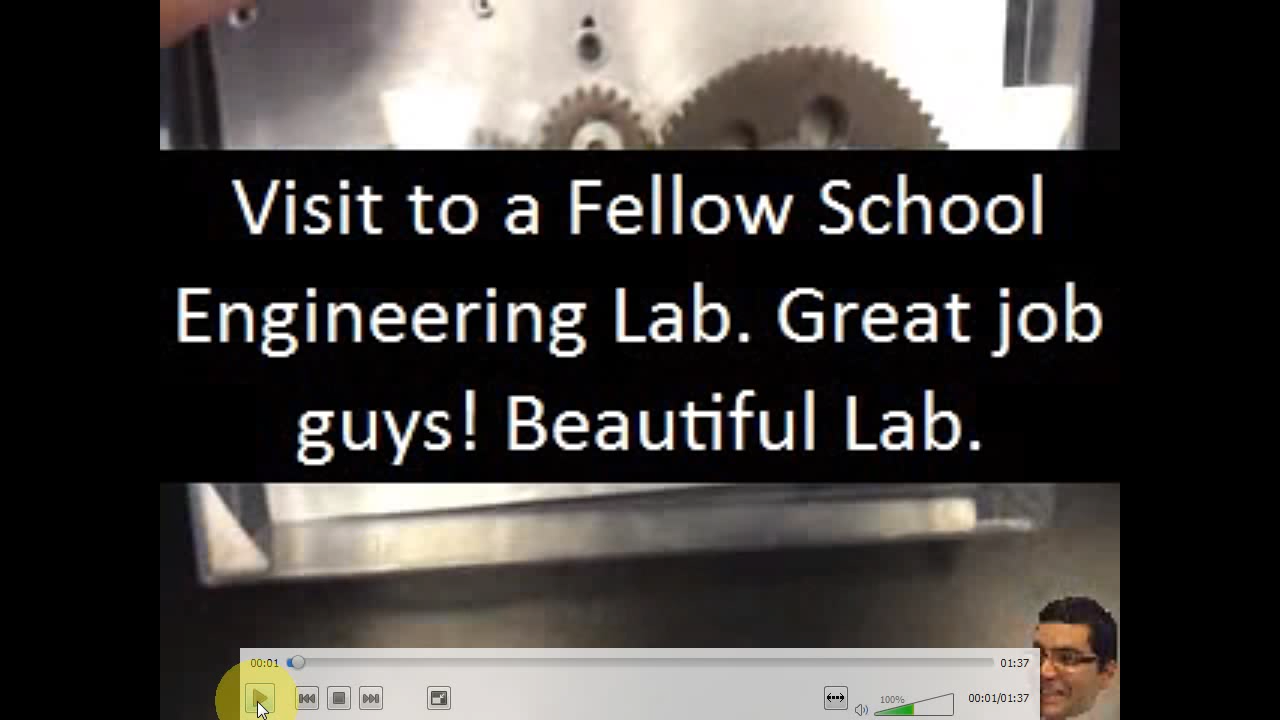 Visit to a Fellow School
Engineering Lab. Great job
guys! Beautiful Lab.
00:01 01:37
100% 00:01/01:37